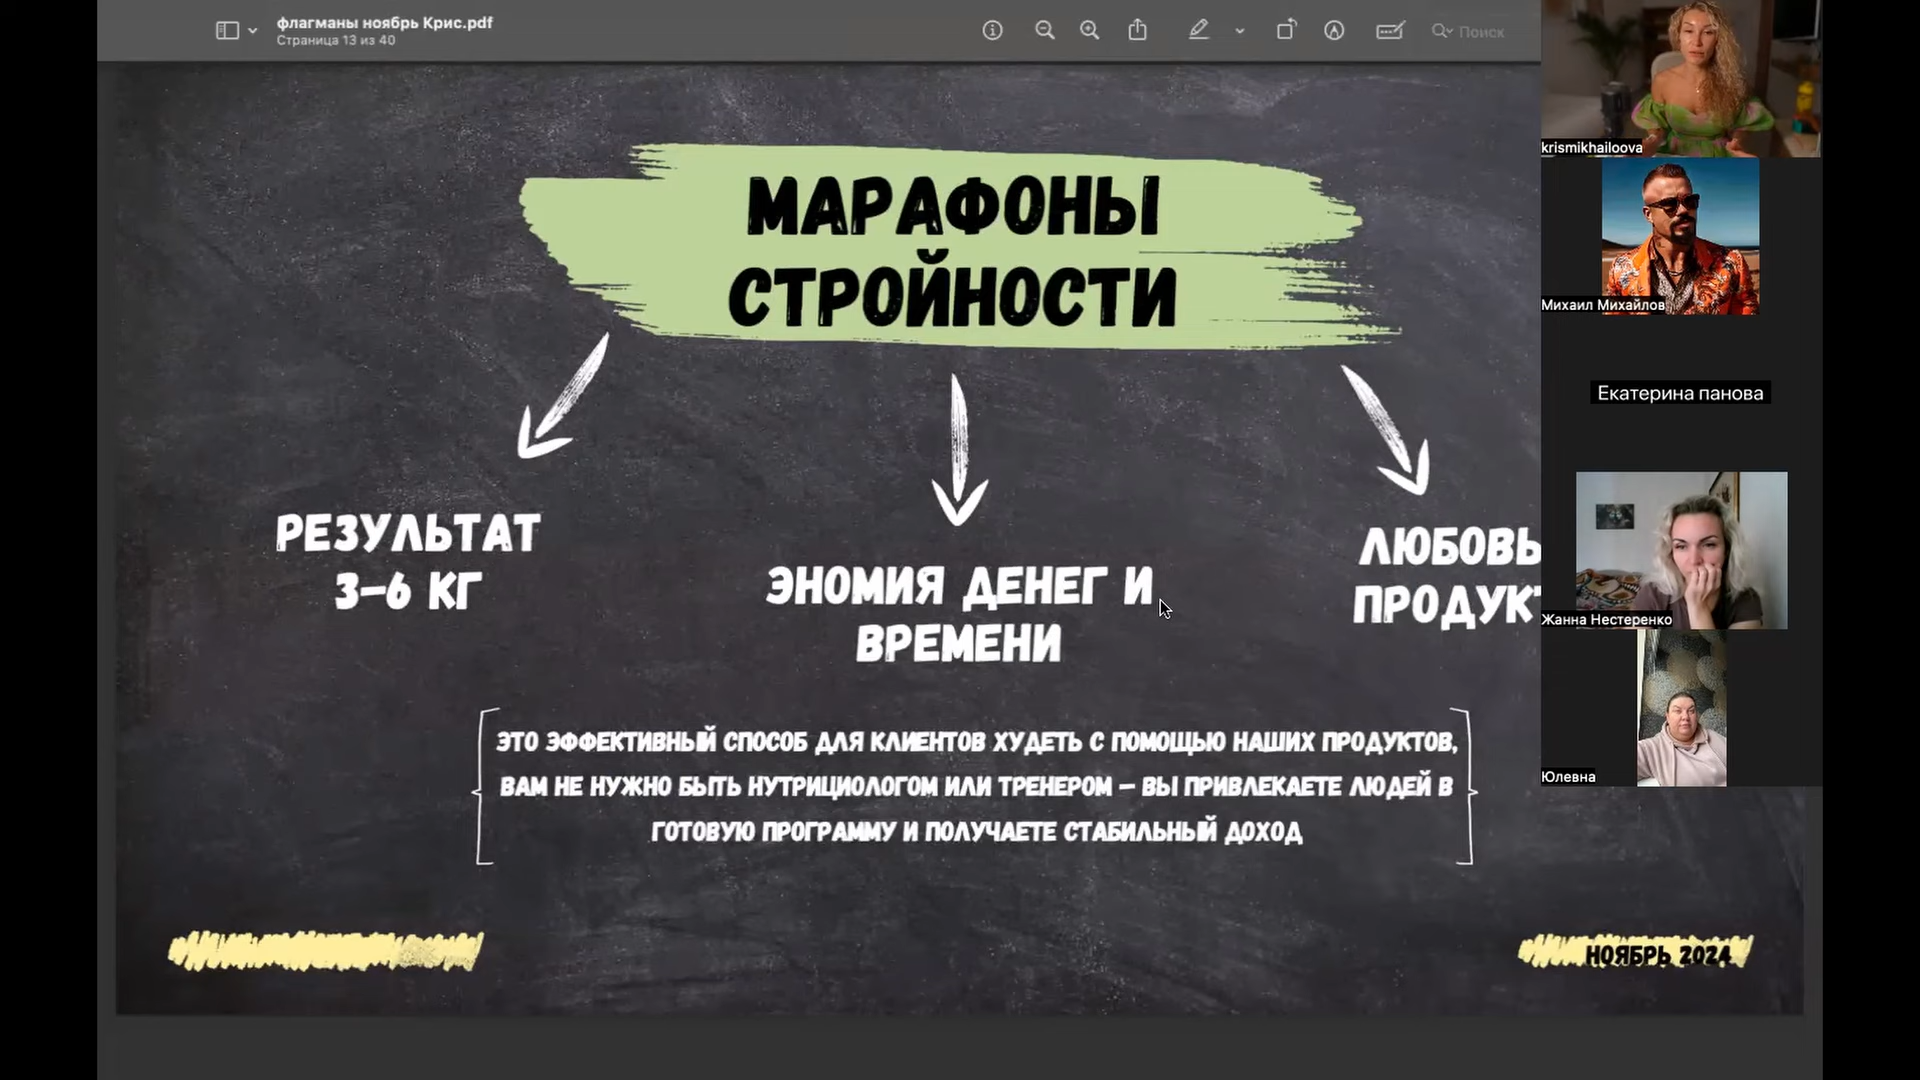 флагманы ноябрь Крис.pdf
Страница 13 из 40
Поиск
МАРАФОНЫ
СТРОЙНОСТИ
РЕЗУЛЬТАТ
3-6 КГ
ЭНОМИЯ ДЕНЕГ И
ВРЕМЕНИ
ЛЮБОВЬ
ПРОДУКТ
ЭТО ЭФФЕКТИВНЫЙ СПОСОБ ДЛЯ КЛИЕНТОВ ХУДЕТЬ С ПОМОЩЬЮ НАШИХ ПРОДУКТОВ,
ВАМ НЕ НУЖНО БЫТЬ НУТРИЦИОЛОГОМ ИЛИ ТРЕНЕРОМ – ВЫ ПРИВЛЕКАЕТЕ ЛЮДЕЙ В
ГОТОВУЮ ПРОГРАММУ И ПОЛУЧАЕТЕ СТАБИЛЬНЫЙ ДОХОД
НОЯБРЬ 2024
krismikhailoova
Михаил Михайлов
Екатерина панова
Жанна Нестеренко
Юлевна